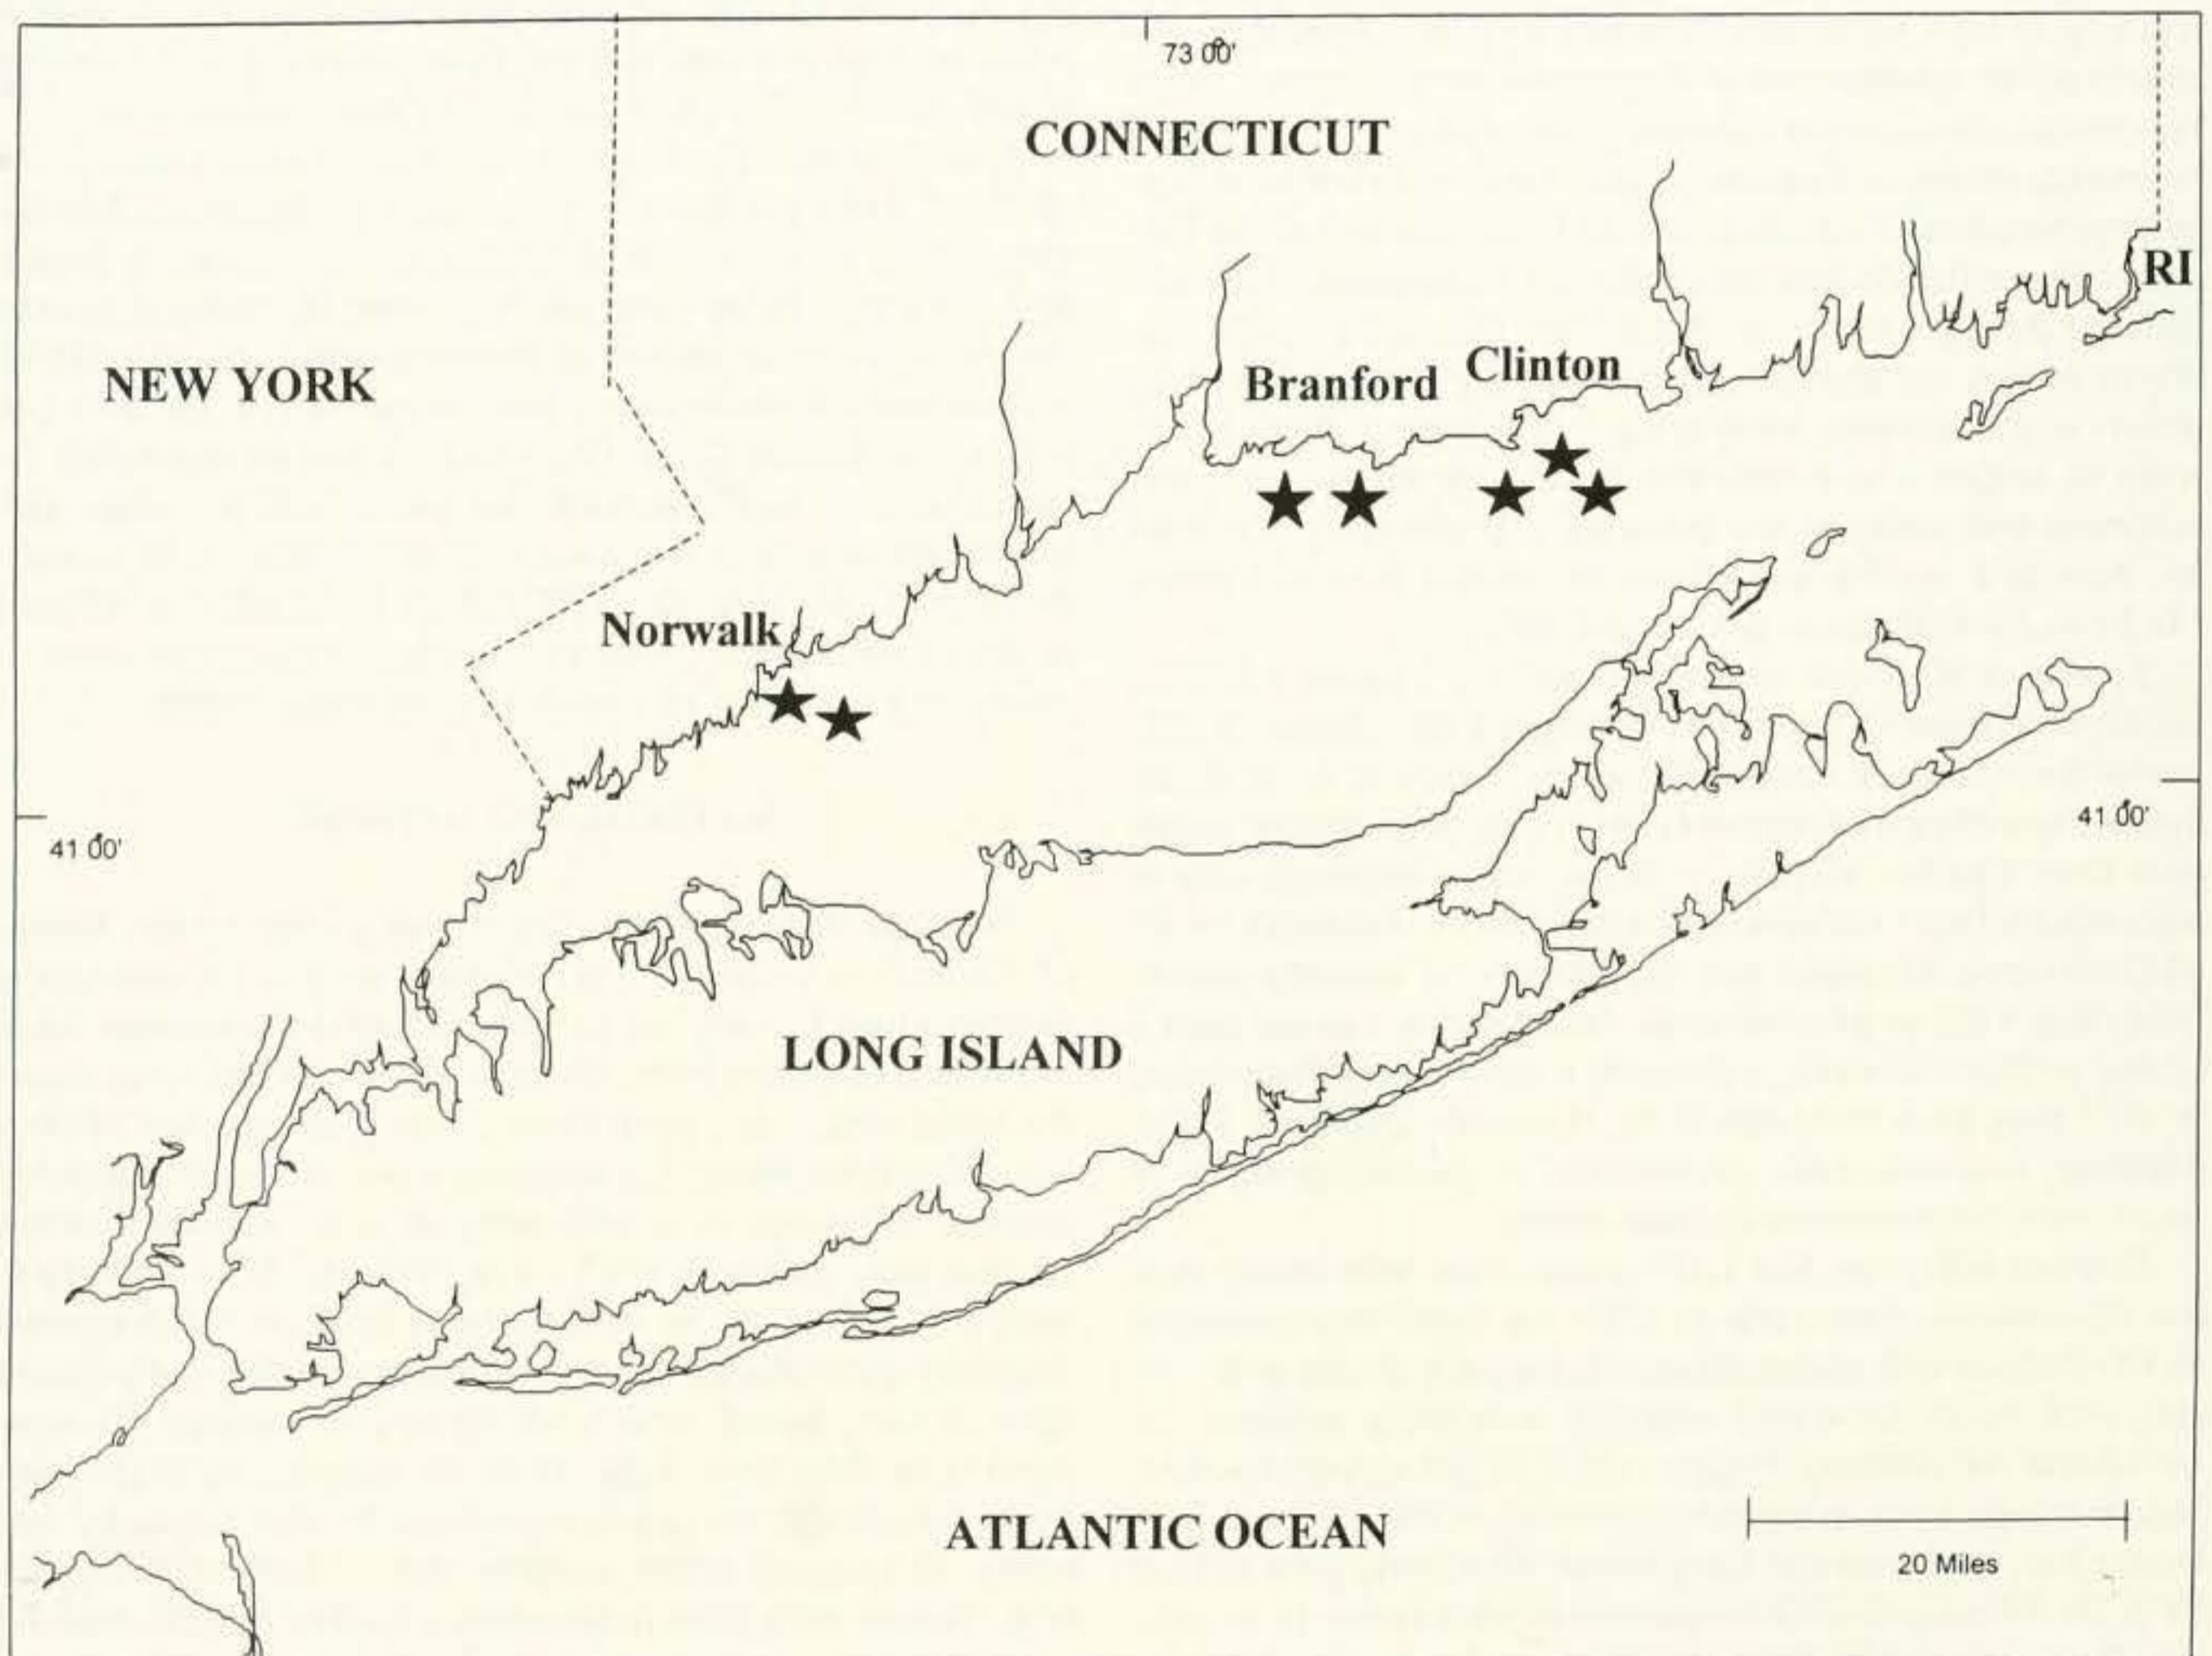 73°00'
CONNECTICUT
RI
NEW YORK
Branford
Clinton
Norwalk
41°00'
41°00'
LONG ISLAND
ATLANTIC OCEAN
20 Miles